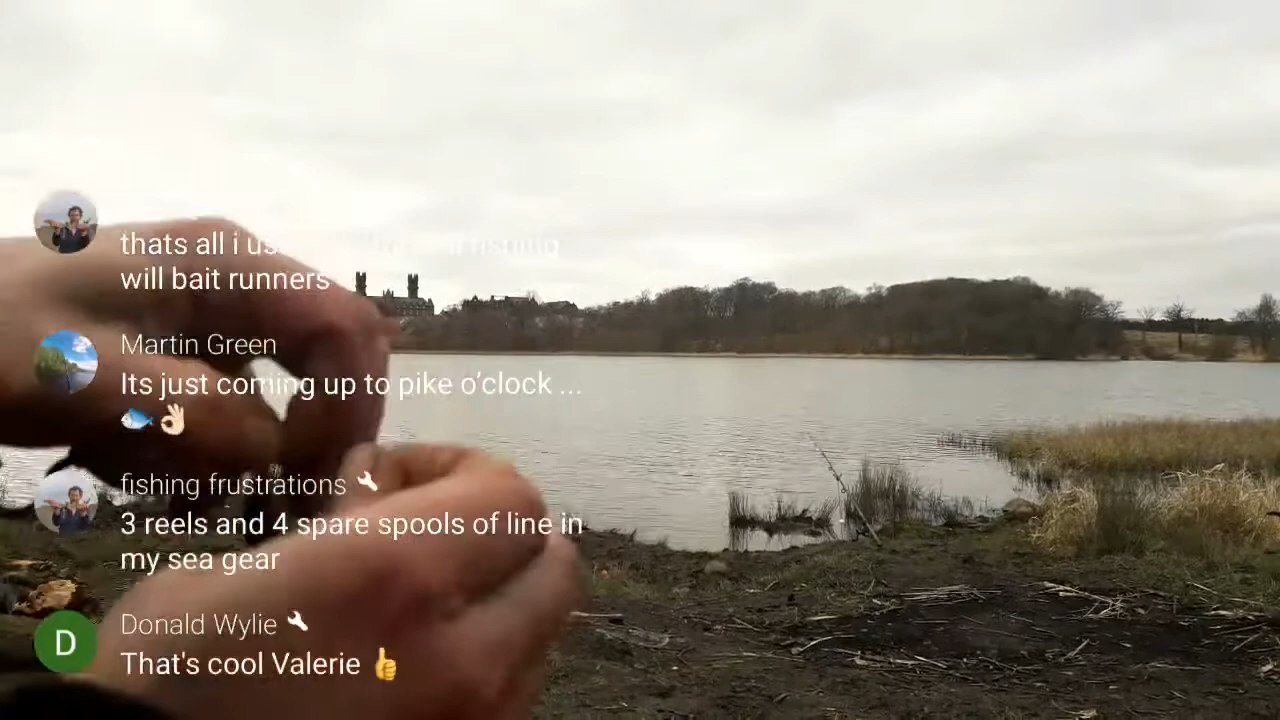 thats all i us fishing
will bait runners
Martin Green
Its just coming up to pike o’clock ...
🐟👌🏻
fishing frustrations
3 reels and 4 spare spools of line in
my sea gear
Donald Wylie
D
That's cool Valerie 👍